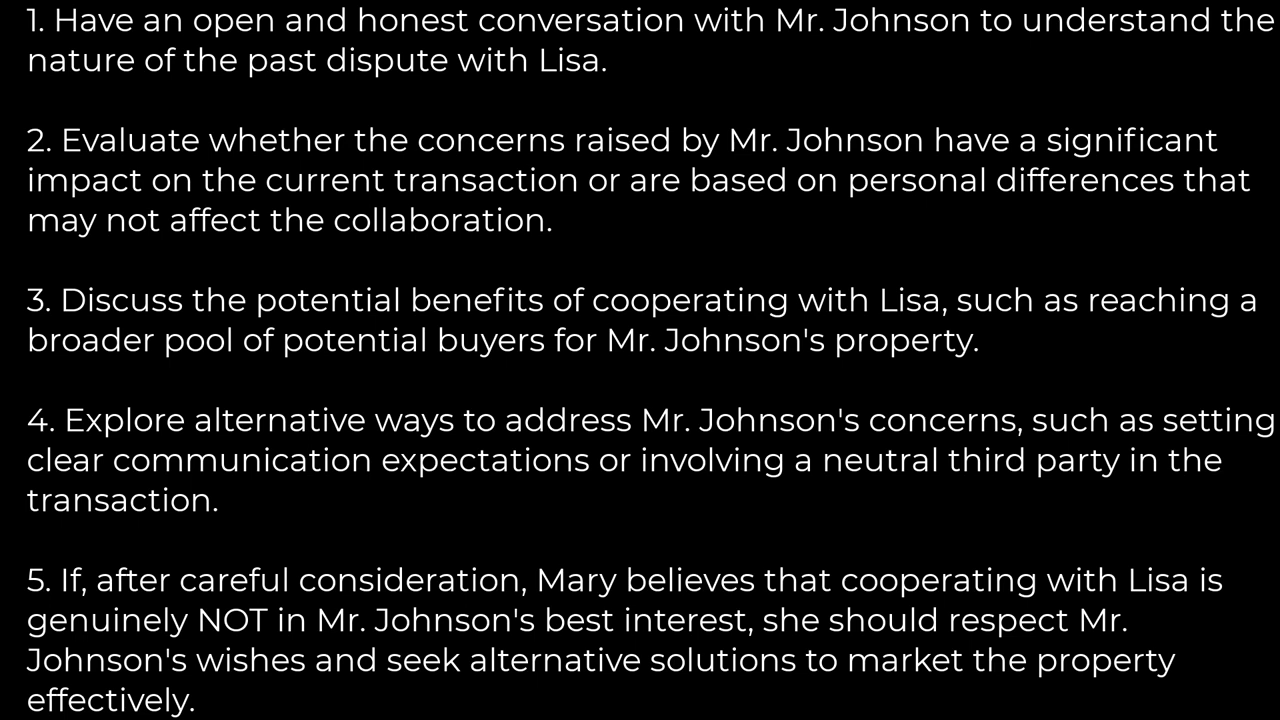 1. Have an open and honest conversation with Mr. Johnson to understand the
nature of the past dispute with Lisa.
2. Evaluate whether the concerns raised by Mr. Johnson have a significant
impact on the current transaction or are based on personal differences that
may not affect the collaboration.
3. Discuss the potential benefits of cooperating with Lisa, such as reaching a
broader pool of potential buyers for Mr. Johnson's property.
4. Explore alternative ways to address Mr. Johnson's concerns, such as setting
clear communication expectations or involving a neutral third party in the
transaction.
5. If, after careful consideration, Mary believes that cooperating with Lisa is
genuinely NOT in Mr. Johnson's best interest, she should respect Mr.
Johnson's wishes and seek alternative solutions to market the property
effectively.